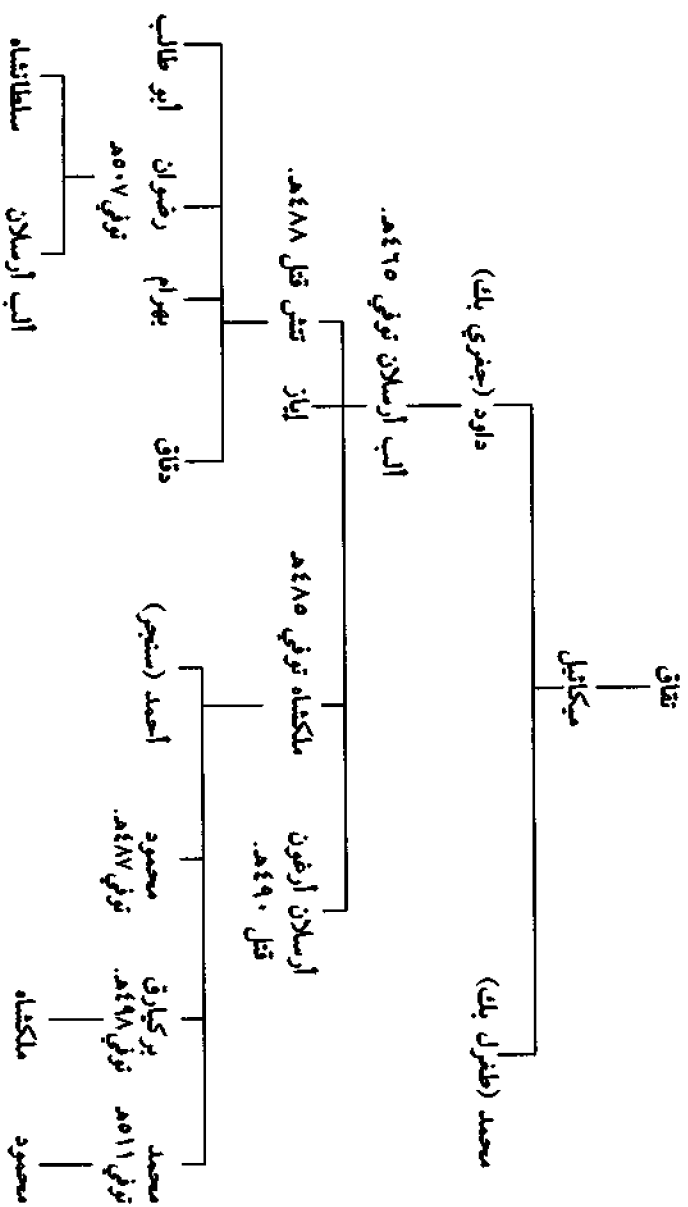 تقاق
ميكائيل
محمد (طغرل بك)
داود (جغري بك)
ألب أرسلان توفي ٤٦٥هـ.
أرسلان أرغون
قتل ٤٩٠هـ.
ملكشاه توفي ٤٨٥هـ
إياز
تتش قتل ٤٨٨هـ.
محمد
توفي ٥١١هـ
بركيارق
توفي ٤٩٨هـ.
محمود
توفي ٤٨٧هـ.
أحمد (سنجر)
دقاق
بهرام
رضوان
توفي ٥٠٧هـ
أبو طالب
محمود
ملكشاه
ألب أرسلان
سلطانشاه